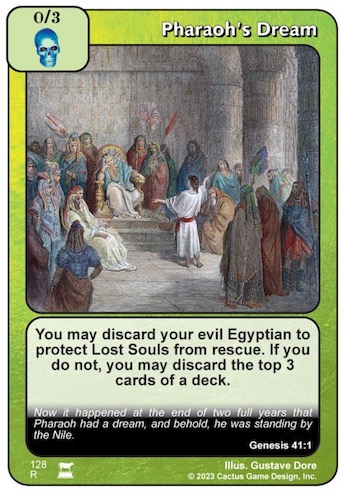 0/3
Pharaoh's Dream
You may discard your evil Egyptian to
protect Lost Souls from rescue. If you
do not, you may discard the top 3
cards of a deck.
Now it happened at the end of two full years that
Pharaoh had a dream, and behold, he was standing by
the Nile.
Genesis 41:1
128
R
Illus. Gustave Dore
© 2023 Cactus Game Design, Inc.